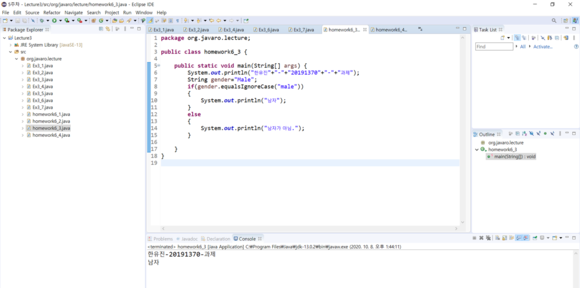 5주차 - Lecture3/src/org/javaro/lecture/homework6_3.java - Eclipse IDE
File Edit Source Refactor Navigate Search Project Run Window Help
Package Explorer
Lecture3
JRE System Library [JavaSE-13]
src
org.javaro.lecture
Ex3_1.java
Ex3_2.java
Ex3_3.java
Ex3_4.java
Ex3_5.java
Ex3_6.java
Ex3_7.java
homework6_1.java
homework6_2.java
homework6_3.java
homework6_4.java
Ex3_1.java Ex3_2.java Ex3_4.java Ex3_6.java Ex3_7.java homework6_3... homework6_4...
1 package org.javaro.lecture;
2
3 public class homework6_3 {
4
5 public static void main(String[] args) {
6 System.out.println("한유진"+"-"+"20191370"+"-"+"과제");
7 String gender="Male";
8 if(gender.equalsIgnoreCase("male"))
9 {
10 System.out.println("남자");
11 }
12 else
13 {
14 System.out.println("남자가 아님.");
15 }
16
17 }
18 }
19
Task List
Find All Activate...
Outline
org.javaro.lecture
homework6_3
main(String[]) : void
Problems Javadoc Declaration Console
<terminated> homework6_3 [Java Application] C:\Program Files\Java\jdk-13.0.2\bin\javaw.exe (2020. 10. 8. 오후 1:44:11)
한유진-20191370-과제
남자